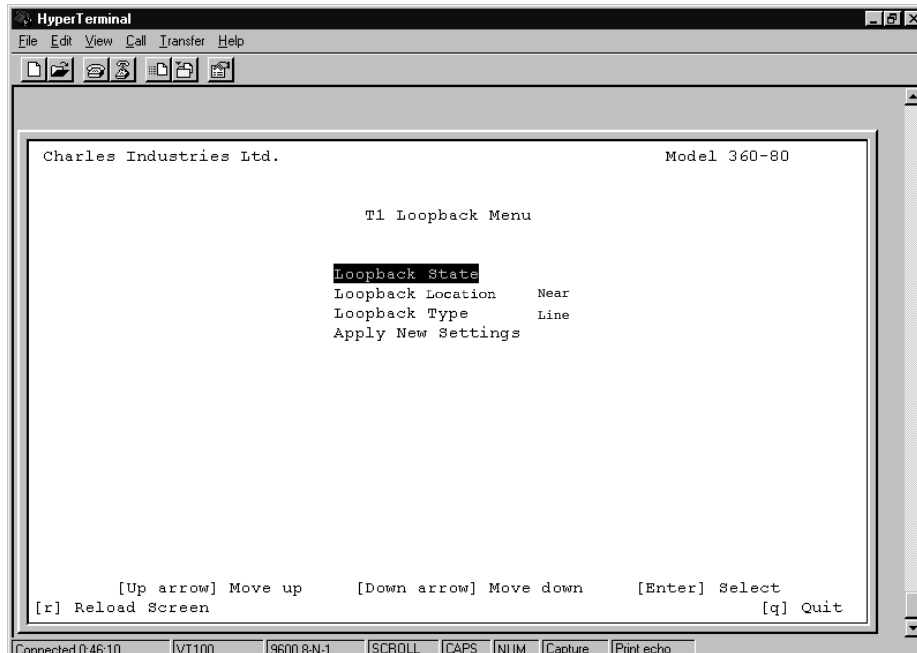 HyperTerminal
File Edit View Call Transfer Help
Charles Industries Ltd. Model 360-80
T1 Loopback Menu
Loopback State
Loopback Location Near
Loopback Type Line
Apply New Settings
[Up arrow] Move up [Down arrow] Move down [Enter] Select
[r] Reload Screen [q] Quit
Connected 0:46:10 VT100 9600 8-N-1 SCROLL CAPS NUM Capture Print echo